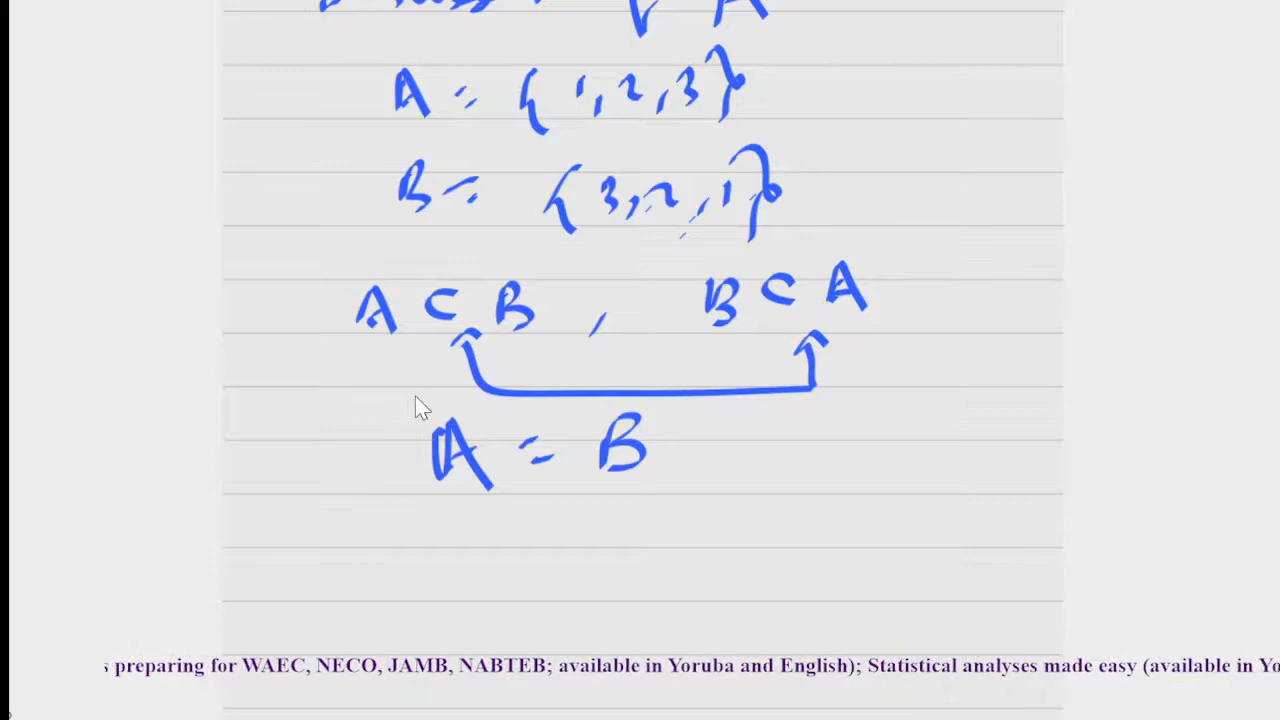 A = {1, 2, 3}
B = {3, 2, 1}
A ⊂ B , B ⊂ A
A = B
preparing for WAEC, NECO, JAMB, NABTEB; available in Yoruba and English); Statistical analyses made easy (available in Yo